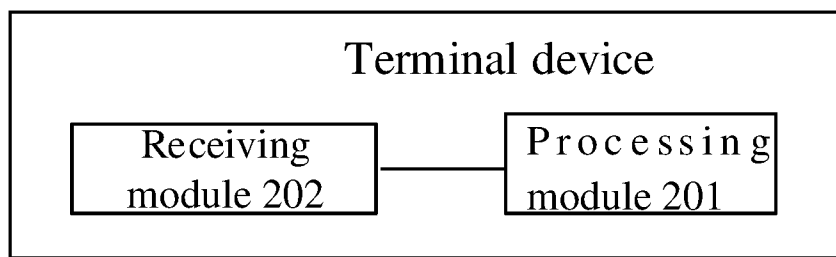 Terminal device
Receiving
module 202
Processing
module 201